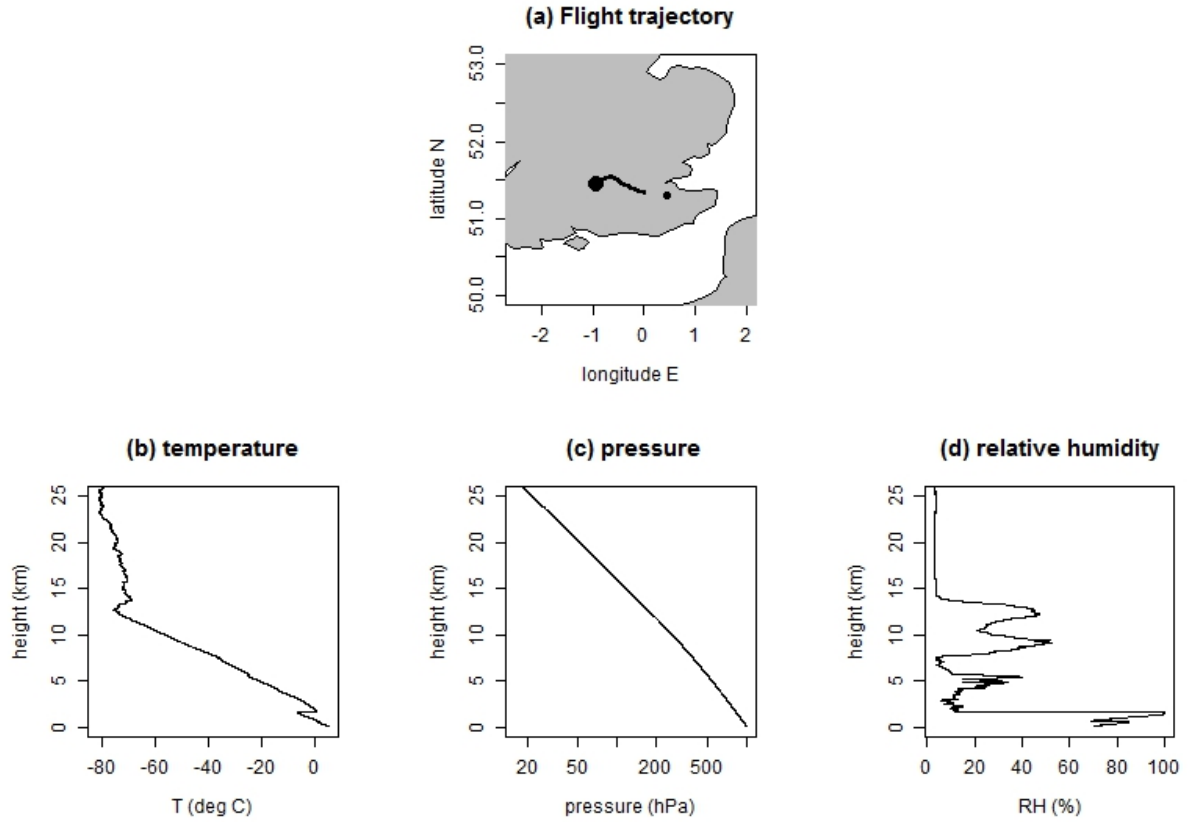 (a) Flight trajectory
53.0
52.0
51.0
50.0
latitude N
-2 -1 0 1 2
longitude E
(b) temperature
25
20
15
10
5
0
height (km)
-80 -60 -40 -20 0
T (deg C)
(c) pressure
25
20
15
10
5
0
height (km)
20 50 200 500
pressure (hPa)
(d) relative humidity
25
20
15
10
5
0
height (km)
0 20 40 60 80 100
RH (%)